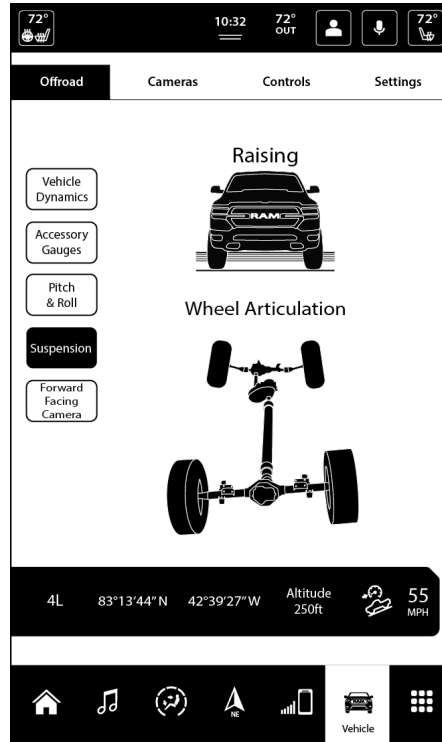 72°
10:32
72°
OUT
72°
Offroad
Cameras
Controls
Settings
Raising
Vehicle
Dynamics
RAM
Accessory
Gauges
Pitch
& Roll
Wheel Articulation
Suspension
Forward
Facing
Camera
4L
83°13’44”N
42°39’27”W
Altitude
250ft
55
MPH
NE
Vehicle